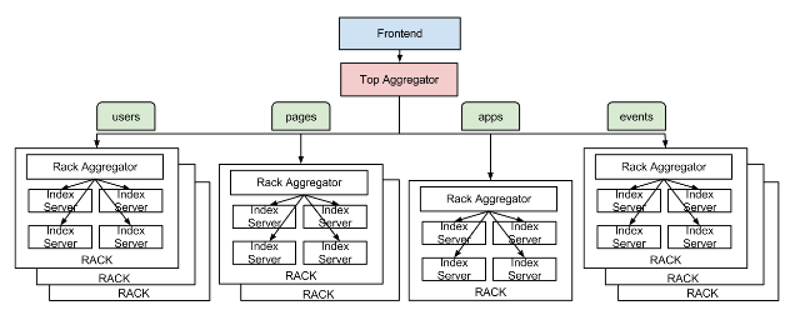 Frontend
Top Aggregator
users
pages
apps
events
Rack Aggregator
Index
Server
Index
Server
Index
Server
Index
Server
RACK
RACK
RACK
Rack Aggregator
Index
Server
Index
Server
Index
Server
Index
Server
RACK
RACK
Rack Aggregator
Index
Server
Index
Server
Index
Server
Index
Server
RACK
Rack Aggregator
Index
Server
Index
Server
Index
Server
Index
Server
RACK
RACK
RACK